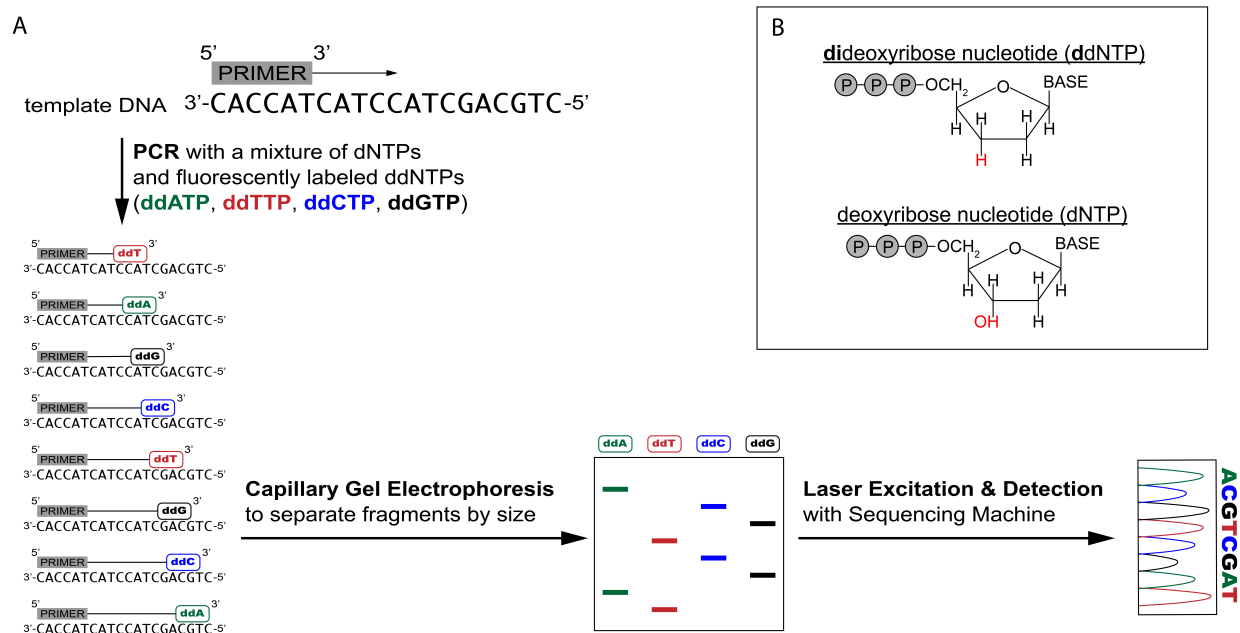 A
5’ 3’
PRIMER
template DNA 3’-CACCATCATCCATCGACGTC-5’
PCR with a mixture of dNTPs
and fluorescently labeled ddNTPs
(ddATP, ddTTP, ddCTP, ddGTP)
5’ 3’
PRIMER ddT
3’-CACCATCATCCATCGACGTC-5’
5’ 3’
PRIMER ddA
3’-CACCATCATCCATCGACGTC-5’
5’ 3’
PRIMER ddG
3’-CACCATCATCCATCGACGTC-5’
5’ 3’
PRIMER ddC
3’-CACCATCATCCATCGACGTC-5’
5’ 3’
PRIMER ddT
3’-CACCATCATCCATCGACGTC-5’
5’ 3’
PRIMER ddG
3’-CACCATCATCCATCGACGTC-5’
5’ 3’
PRIMER ddC
3’-CACCATCATCCATCGACGTC-5’
5’ 3’
PRIMER ddA
3’-CACCATCATCCATCGACGTC-5’
Capillary Gel Electrophoresis
to separate fragments by size
ddA ddT ddC ddG
Laser Excitation & Detection
with Sequencing Machine
ACGTCGAT
B
dideoxyribose nucleotide (ddNTP)
P P P OCH2 O BASE
H H
H H
H H
deoxyribose nucleotide (dNTP)
P P P OCH2 O BASE
H H
H H
OH H